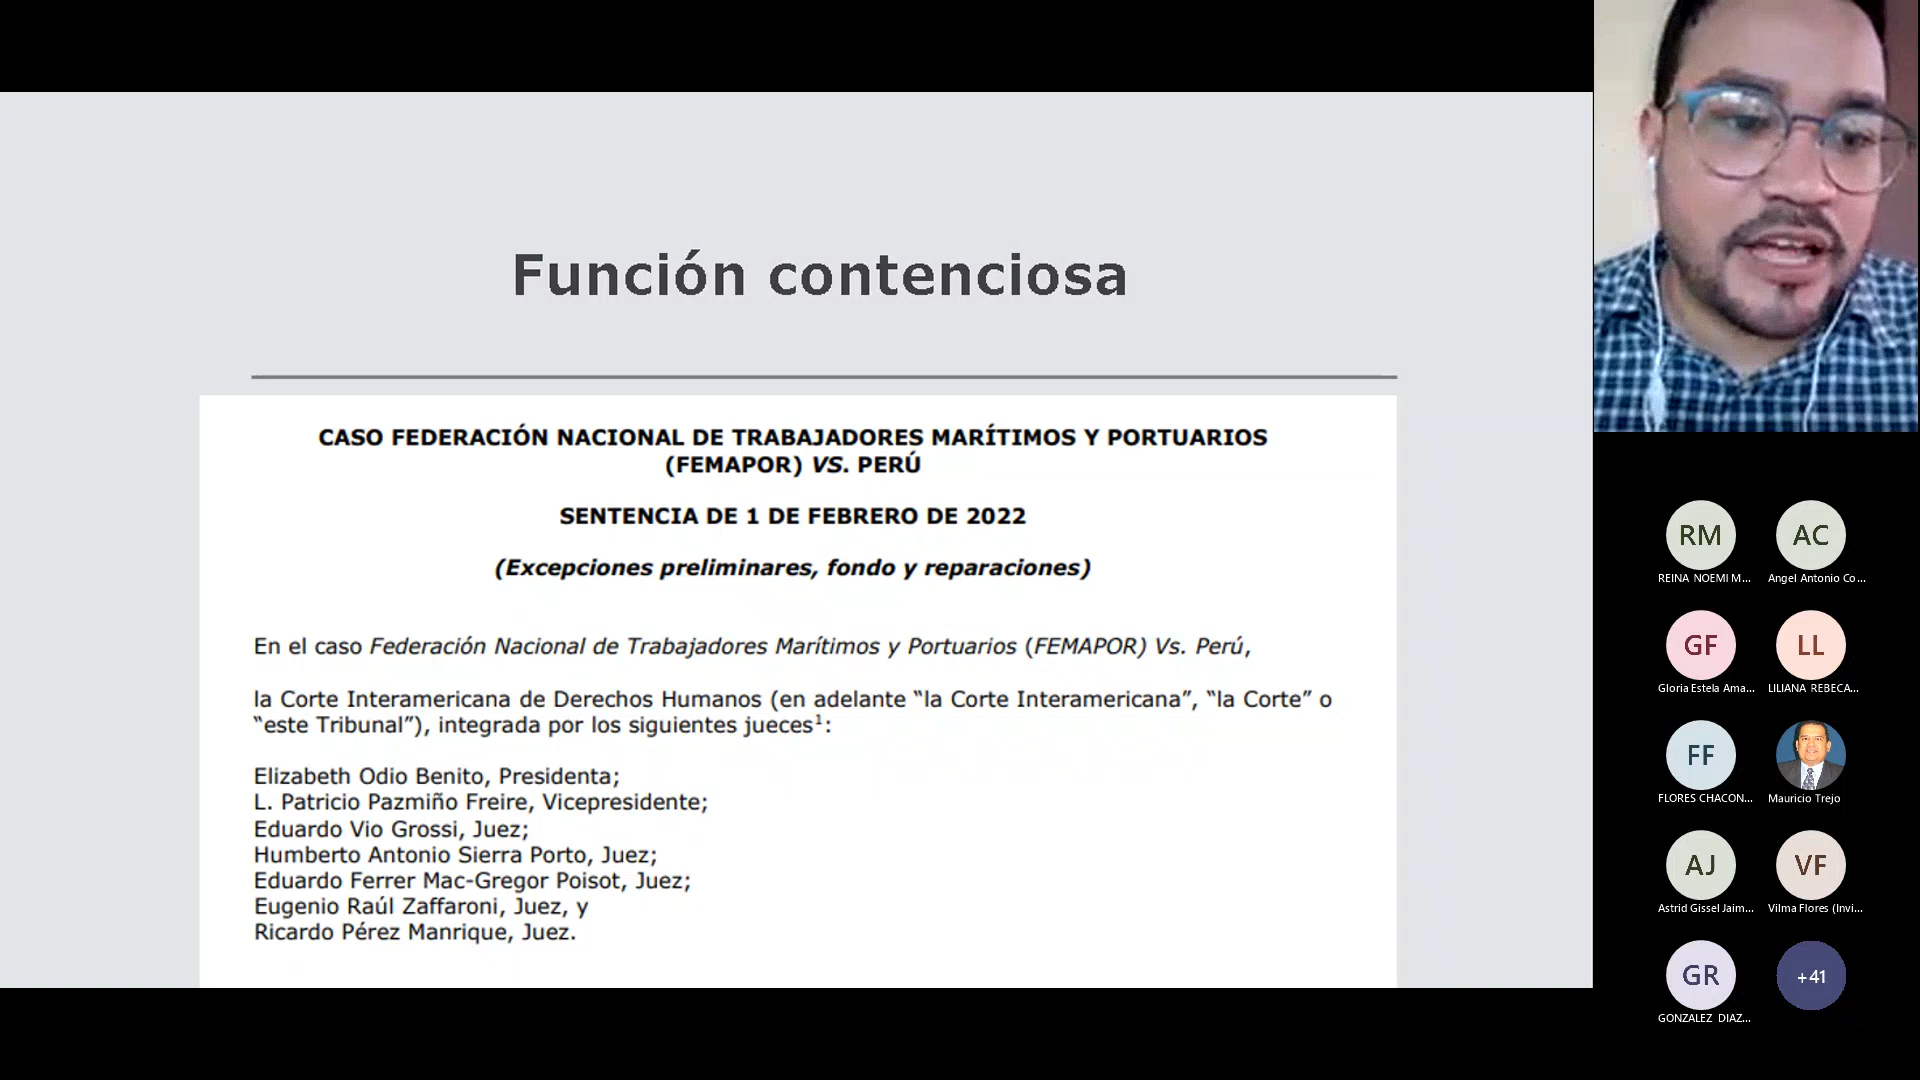 Función contenciosa
CASO FEDERACIÓN NACIONAL DE TRABAJADORES MARÍTIMOS Y PORTUARIOS
(FEMAPOR) VS. PERÚ
SENTENCIA DE 1 DE FEBRERO DE 2022
(Excepciones preliminares, fondo y reparaciones)
En el caso Federación Nacional de Trabajadores Marítimos y Portuarios (FEMAPOR) Vs. Perú,
la Corte Interamericana de Derechos Humanos (en adelante “la Corte Interamericana”, “la Corte” o
“este Tribunal”), integrada por los siguientes jueces¹:
Elizabeth Odio Benito, Presidenta;
L. Patricio Pazmiño Freire, Vicepresidente;
Eduardo Vio Grossi, Juez;
Humberto Antonio Sierra Porto, Juez;
Eduardo Ferrer Mac-Gregor Poisot, Juez;
Eugenio Raúl Zaffaroni, Juez, y
Ricardo Pérez Manrique, Juez.
RM AC
REINA NOEMI M... Angel Antonio Co...
GF LL
Gloria Estela Ama... LILIANA REBECA...
FF
FLORES CHACON... Mauricio Trejo
AJ VF
Astrid Gissel Jaim... Vilma Flores (Invi...
GR +41
GONZALEZ DIAZ...